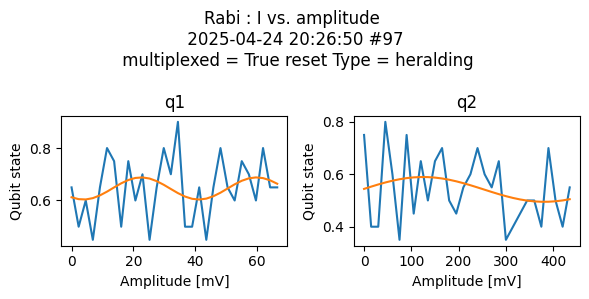 Rabi : I vs. amplitude
2025-04-24 20:26:50 #97
multiplexed = True reset Type = heralding
q1
q2
Qubit state
0.8
0.6
0
20
40
60
Amplitude [mV]
Qubit state
0.8
0.6
0.4
0
100
200
300
400
Amplitude [mV]